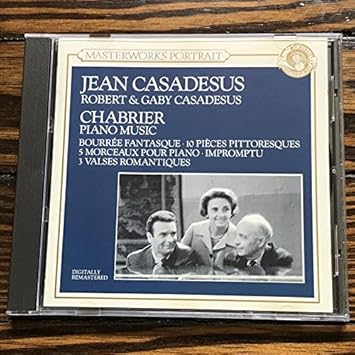 MASTERWORKS PORTRAIT
JEAN CASADESUS
ROBERT & GABY CASADESUS
CHABRIER
PIANO MUSIC
BOURRÉE FANTASQUE · 10 PIÈCES PITTORESQUES
5 MORCEAUX POUR PIANO · IMPROMPTU
3 VALSES ROMANTIQUES
DIGITALLY
REMASTERED